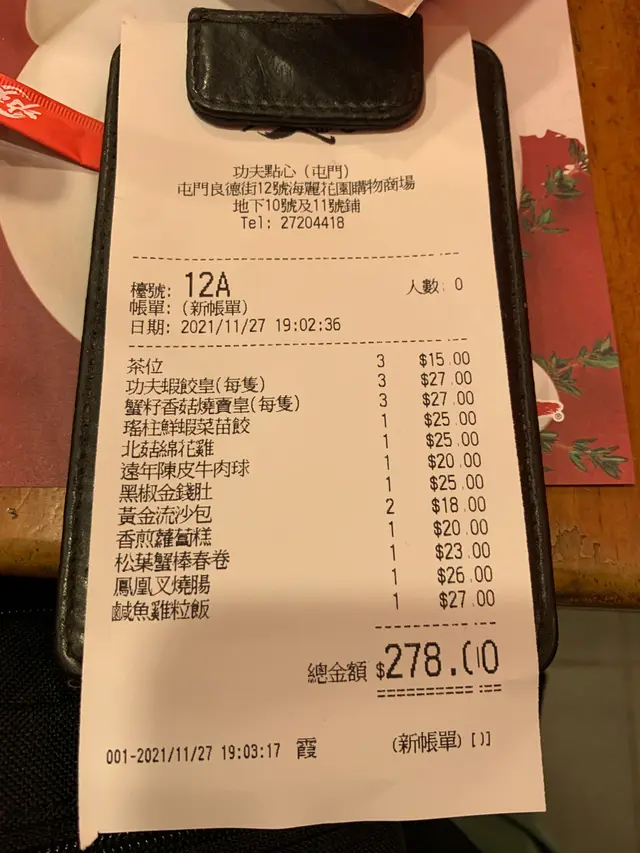 功夫點心（屯門）
屯門良德街12號海麗花園購物商場
地下10號及11號鋪
Tel: 27204418
檯號: 12A 人數: 0
帳單: (新帳單)
日期: 2021/11/27 19:02:36
茶位 3 $15.00
功夫蝦餃皇(每隻) 3 $27.00
蟹籽香菇燒賣皇(每隻) 3 $27.00
瑤柱鮮蝦菜苗餃 1 $25.00
北菇綿花雞 1 $25.00
遠年陳皮牛肉球 1 $20.00
黑椒金錢肚 1 $25.00
黃金流沙包 2 $18.00
香煎蘿蔔糕 1 $20.00
松葉蟹棒春卷 1 $23.00
鳳凰叉燒腸 1 $26.00
鹹魚雞粒飯 1 $27.00
總金額 $278.00
001-2021/11/27 19:03:17 霞 (新帳單) []